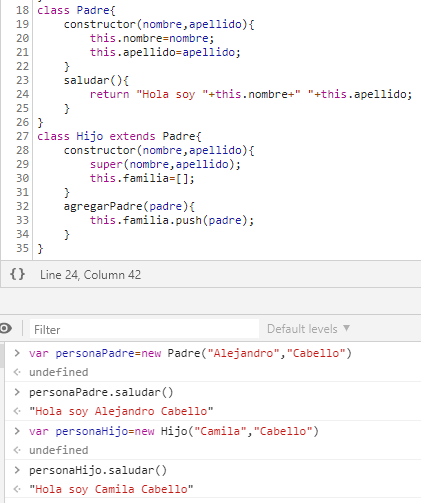 18 class Padre{
19 constructor(nombre,apellido){
20 this.nombre=nombre;
21 this.apellido=apellido;
22 }
23 saludar(){
24 return "Hola soy "+this.nombre+" "+this.apellido;
25 }
26 }
27 class Hijo extends Padre{
28 constructor(nombre,apellido){
29 super(nombre,apellido);
30 this.familia=[];
31 }
32 agregarPadre(padre){
33 this.familia.push(padre);
34 }
35 }
{} Line 24, Column 42
Filter Default levels ▼
> var personaPadre=new Padre("Alejandro","Cabello")
< undefined
> personaPadre.saludar()
< "Hola soy Alejandro Cabello"
> var personaHijo=new Hijo("Camila","Cabello")
< undefined
> personaHijo.saludar()
< "Hola soy Camila Cabello"